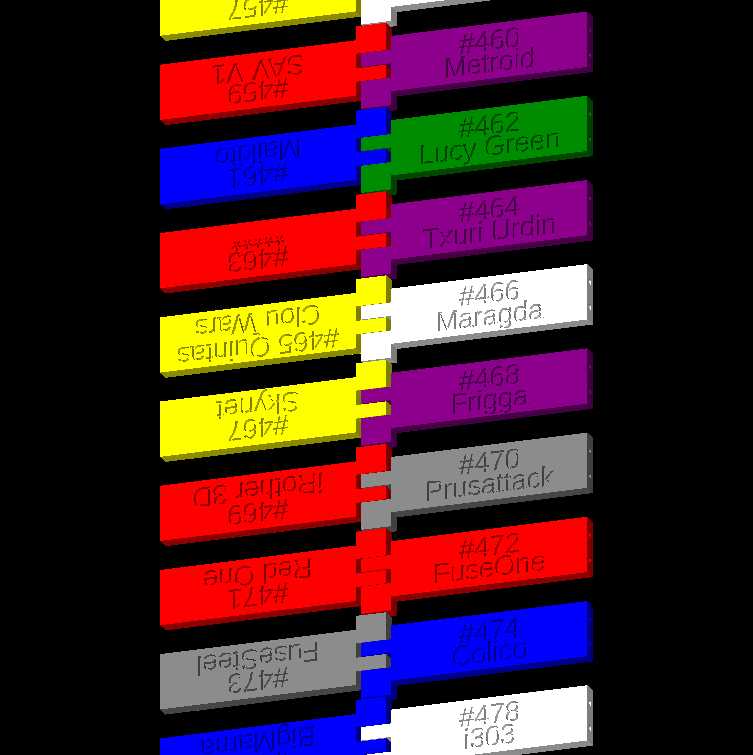 #457
#460
Metroid
SAV V1
#459
#462
Lucy Green
Maikito
#461
#464
Txuri Urdin
*****
#463
#466
Maragda
Clou Wars
#465 Quintas
#468
Frigga
Skynet
#467
#470
Prusattack
iRother 3D
#469
#472
FuseOne
Red One
#471
#474
Colico
FuseSteel
#473
#478
i303
BigMama